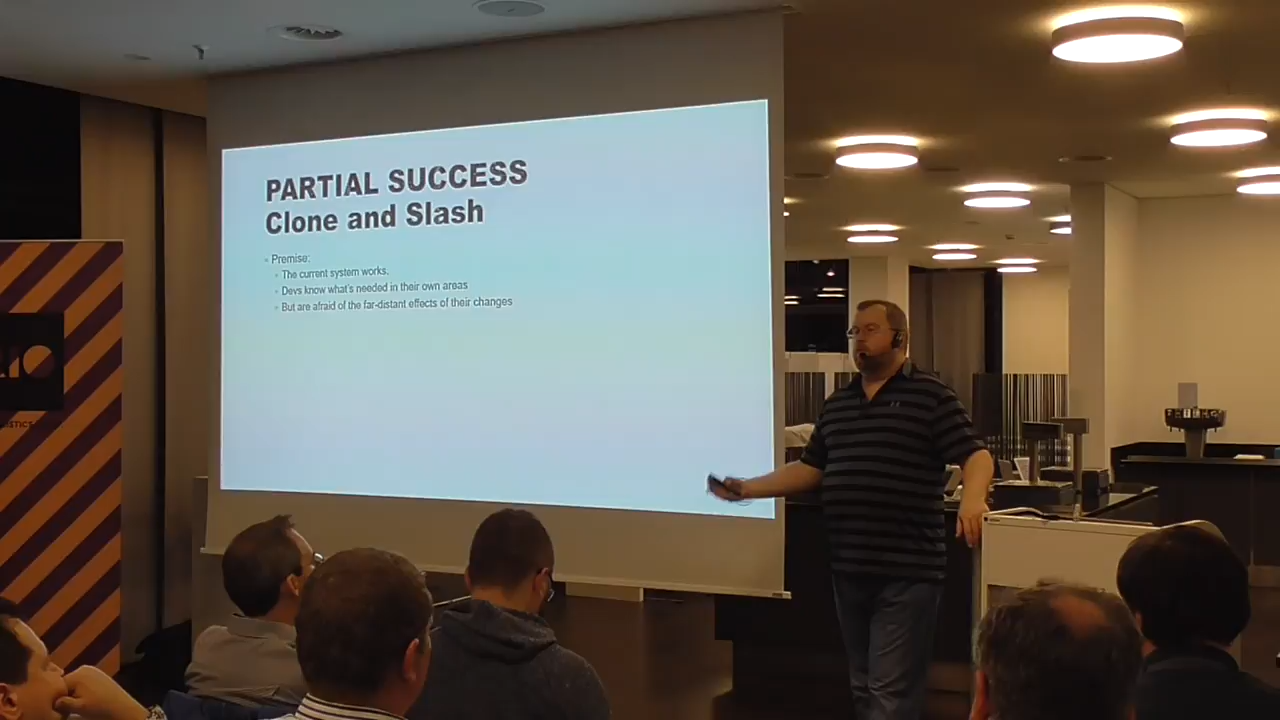 PARTIAL SUCCESS
Clone and Slash
Premise:
The current system works,
Devs know what's needed in their own areas
But are afraid of the far-distant effects of their changes